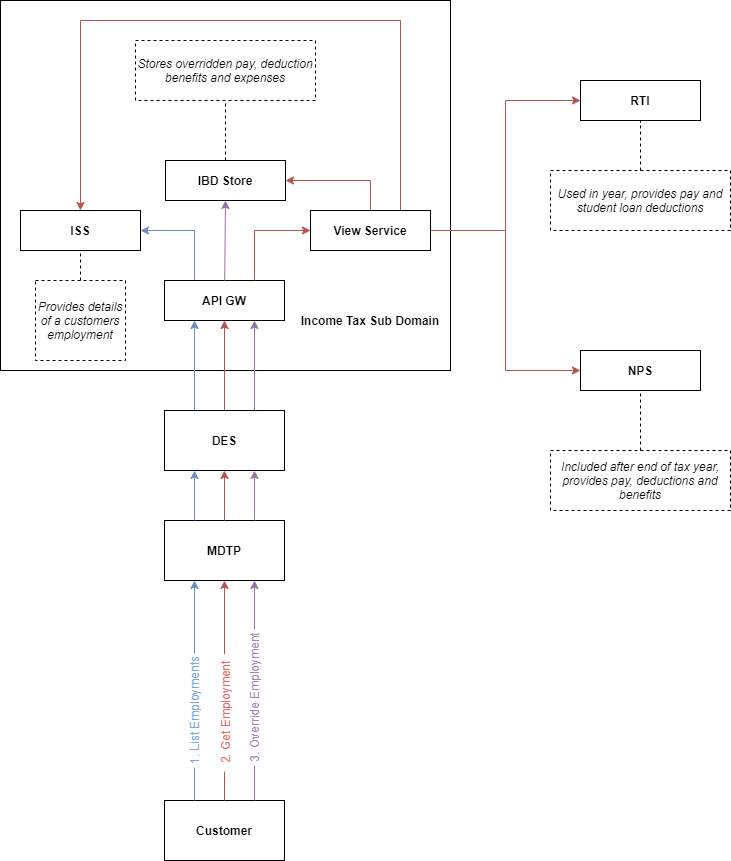 Stores overridden pay, deduction
benefits and expenses
RTI
IBD Store
Used in year, provides pay and
student loan deductions
ISS
View Service
Provides details
of a customers
employment
API GW
Income Tax Sub Domain
NPS
DES
Included after end of tax year,
provides pay, deductions and
benefits
MDTP
1. List Employments
2. Get Employment
3. Override Employment
Customer